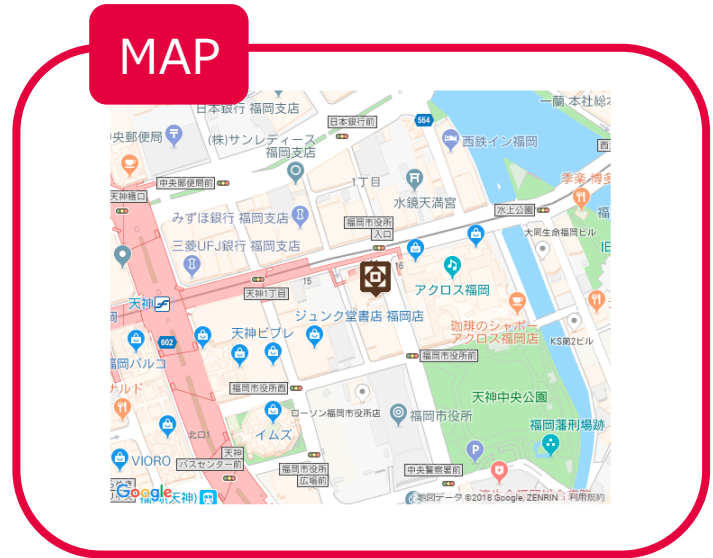 MAP
日本銀行 福岡支店
一蘭 本社総
日本銀行前
554
央郵便局
(株)サンレディース
福岡支店
西鉄イン福岡
中央郵便局前
1丁目
天神橋口
水鏡天満宮
季楽 博多
水上公園
みずほ銀行 福岡支店
福岡市役所
入口
大同生命福岡ビル
三菱UFJ銀行 福岡支店
15
16
アクロス福岡
天神1丁目
天神
ジュンク堂書店 福岡店
珈琲のシャポー
アクロス福岡店
602
天神ビブレ
KS第2ビル
福岡パルコ
福岡市役所前
福岡市役所西
天神中央公園
ローソン福岡市役所店
福岡市役所
福岡藩刑場跡
北口1
イムズ
天神
バスセンター前
VIORO
福岡市役所
広場前
中央警察署前
Google
地図データ ©2018 Google, ZENRIN
利用規約